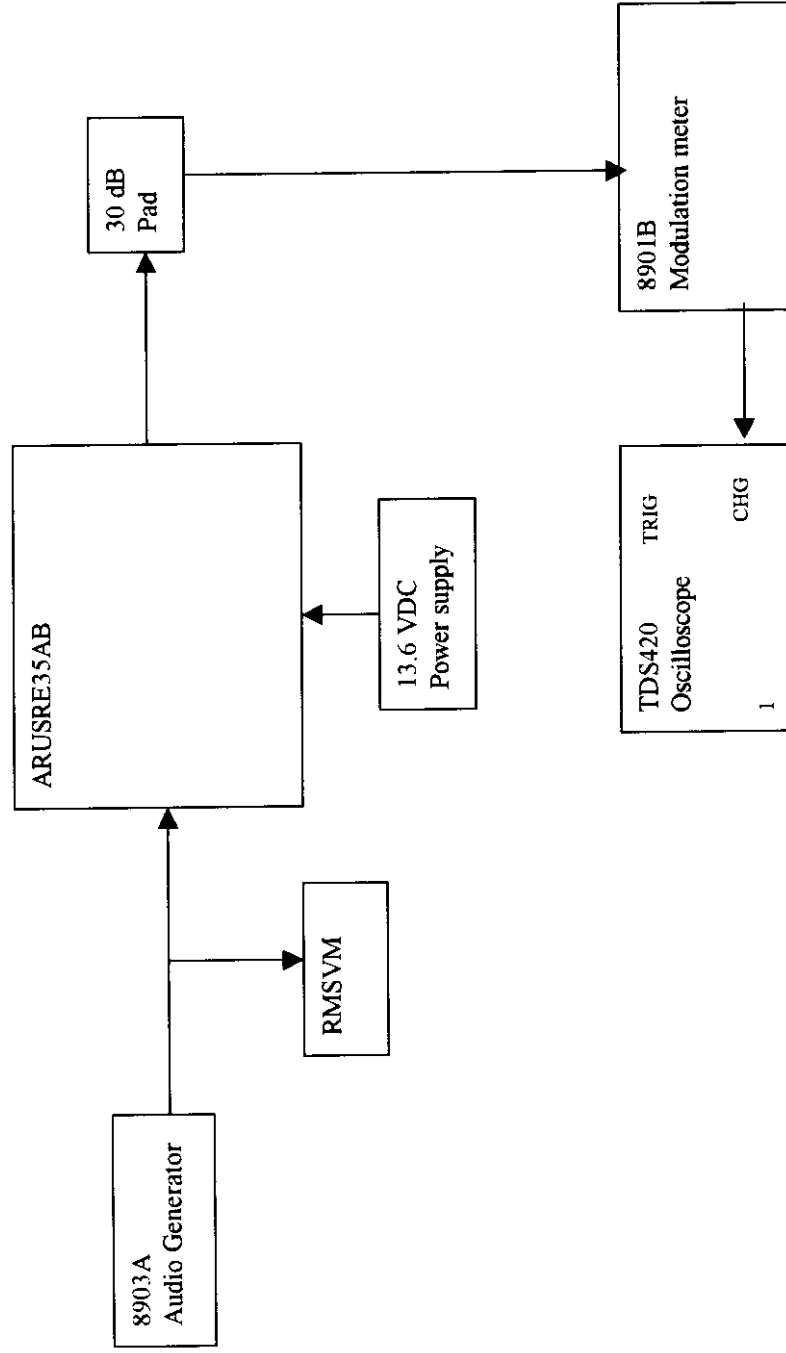 8903A
Audio Generator
RMSVM
ARUSRE35AB
13.6 VDC
Power supply
30 dB
Pad
TDS420 TRIG
Oscilloscope
1 CHG
8901B
Modulation meter